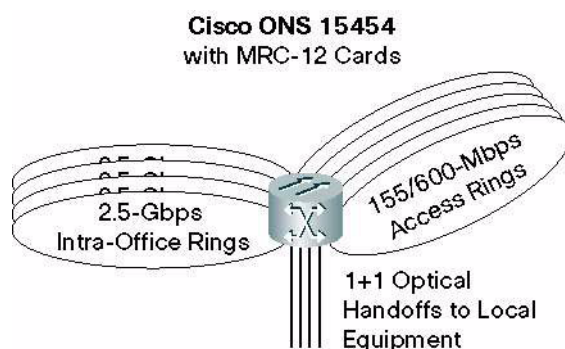 Cisco ONS 15454
with MRC-12 Cards
2.5-Gbps
Intra-Office Rings
155/600-Mbps
Access Rings
1+1 Optical
Handoffs to Local
Equipment